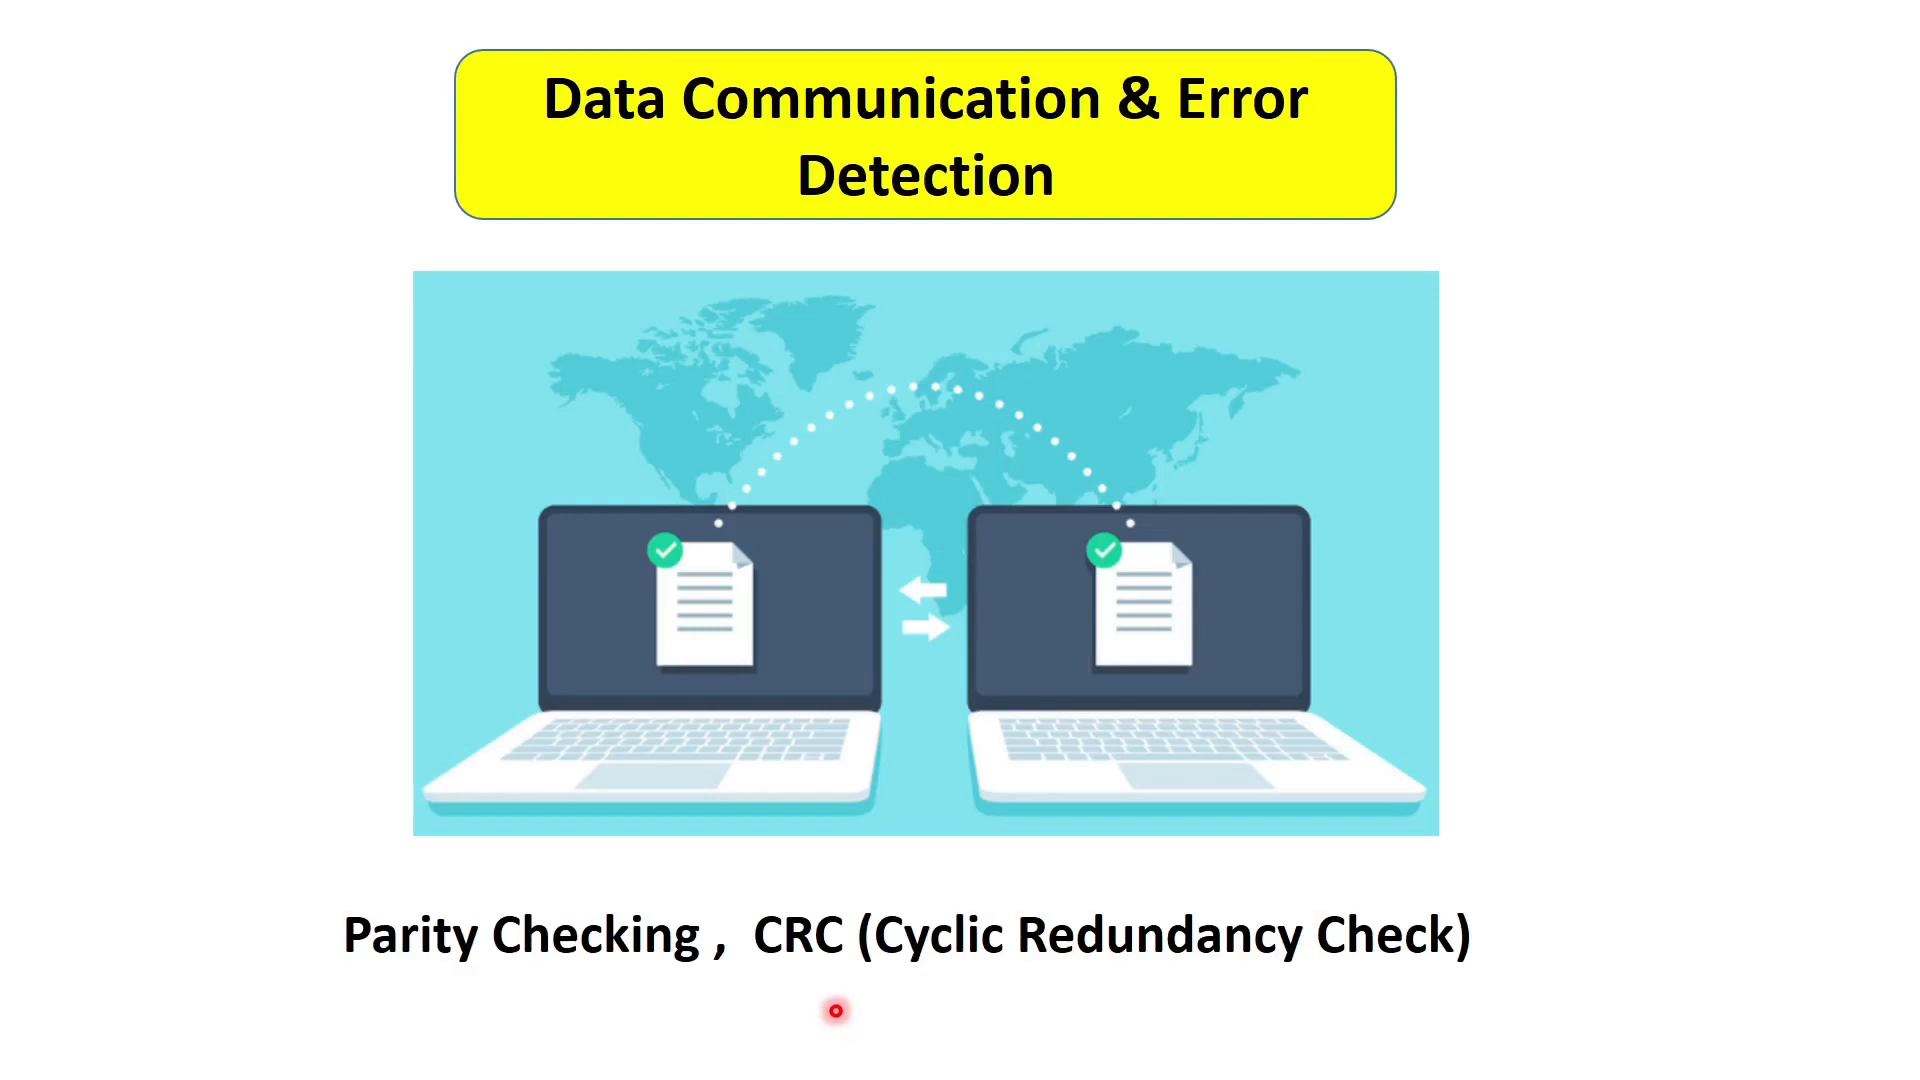 Data Communication & Error
Detection
Parity Checking ,  CRC (Cyclic Redundancy Check)